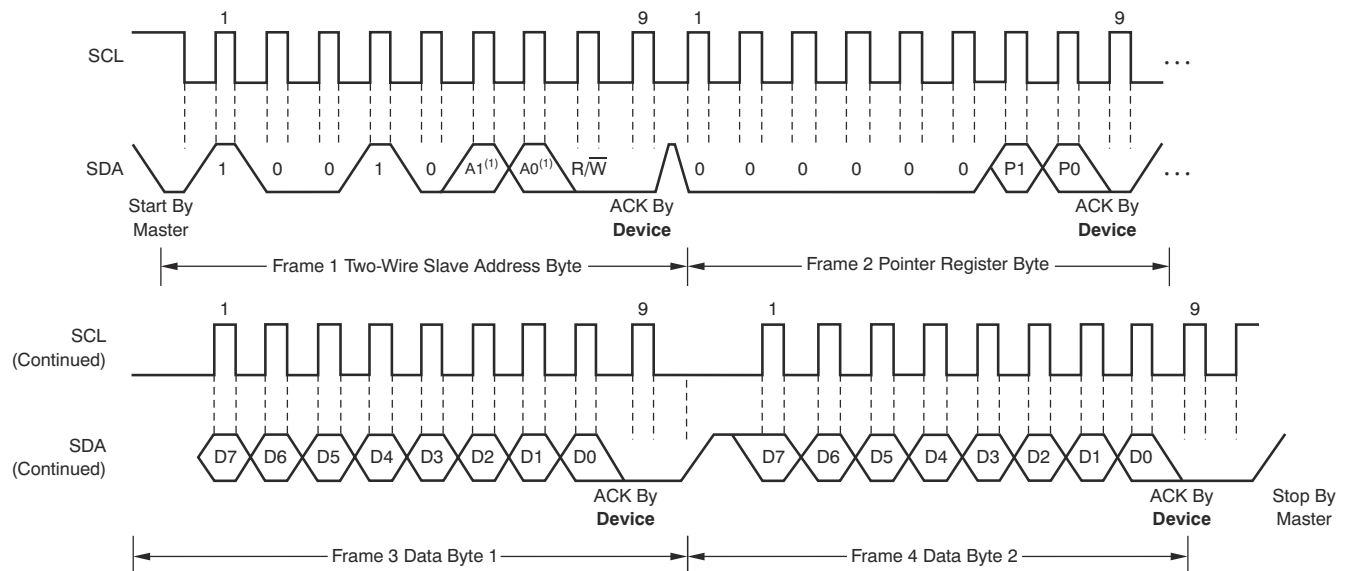 1 9 1 9
SCL ...
SDA 1 0 0 1 0 A1(1) A0(1) R/W̅ 0 0 0 0 0 0 P1 P0 ...
Start By
Master
ACK By
Device
ACK By
Device
Frame 1 Two-Wire Slave Address Byte
Frame 2 Pointer Register Byte
1 9 1 9
SCL
(Continued)
SDA
(Continued)
D7 D6 D5 D4 D3 D2 D1 D0 D7 D6 D5 D4 D3 D2 D1 D0
ACK By
Device
ACK By
Device
Stop By
Master
Frame 3 Data Byte 1
Frame 4 Data Byte 2